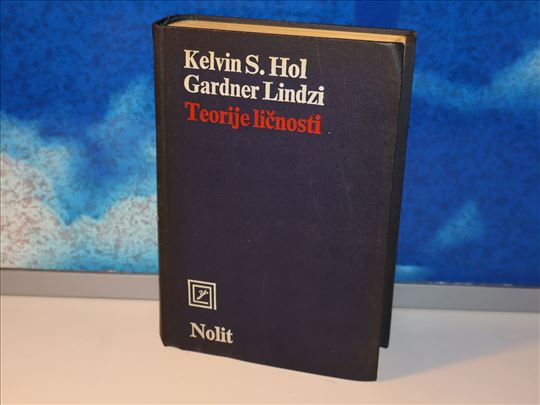 Kelvin S. Hol
Gardner Lindzi
Teorije ličnosti
Nolit